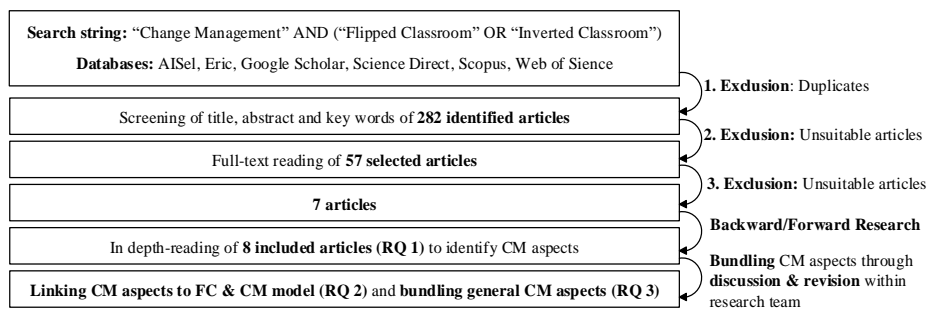 Search string: “Change Management” AND (“Flipped Classroom” OR “Inverted Classroom”)
Databases: AISel, Eric, Google Scholar, Science Direct, Scopus, Web of Sience
1. Exclusion: Duplicates
Screening of title, abstract and key words of 282 identified articles
2. Exclusion: Unsuitable articles
Full-text reading of 57 selected articles
3. Exclusion: Unsuitable articles
7 articles
Backward/Forward Research
In depth-reading of 8 included articles (RQ 1) to identify CM aspects
Bundling CM aspects through
discussion & revision within
research team
Linking CM aspects to FC & CM model (RQ 2) and bundling general CM aspects (RQ 3)